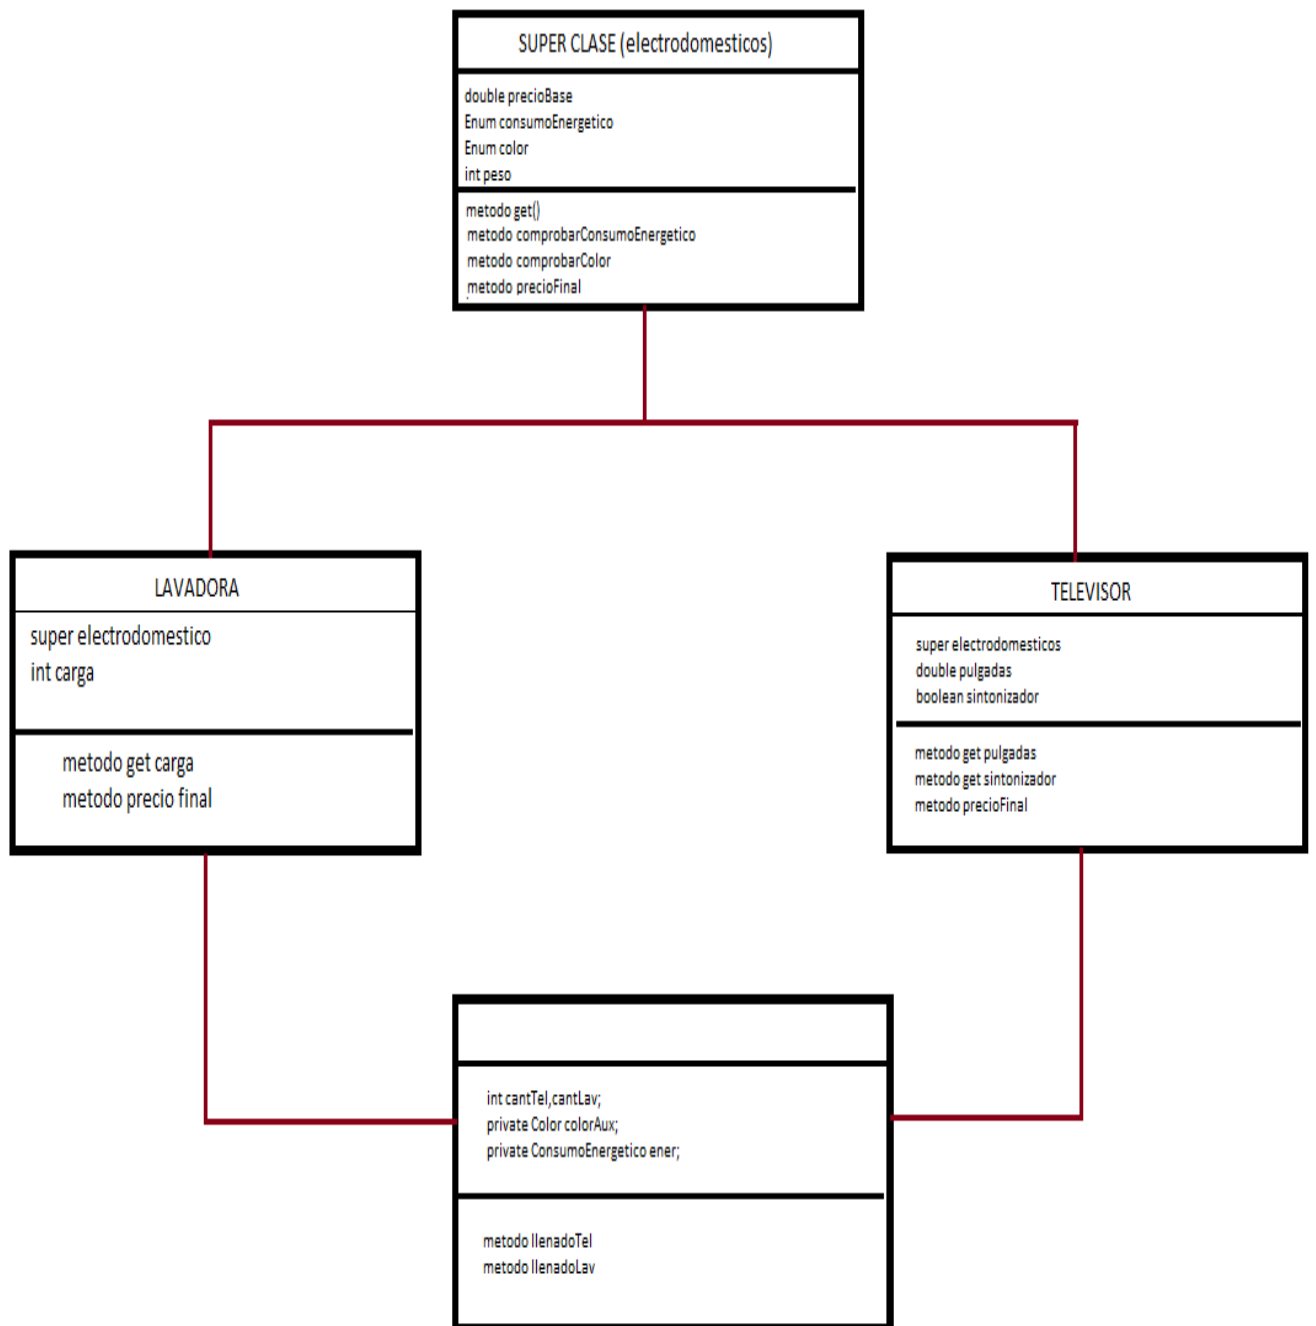 SUPER CLASE (electrodomesticos)
double precioBase
Enum consumoEnergetico
Enum color
int peso
metodo get()
metodo comprobarConsumoEnergetico
metodo comprobarColor
metodo precioFinal
LAVADORA
super electrodomestico
int carga
metodo get carga
metodo precio final
TELEVISOR
super electrodomesticos
double pulgadas
boolean sintonizador
metodo get pulgadas
metodo get sintonizador
metodo precioFinal
int cantTel,cantLav;
private Color colorAux;
private ConsumoEnergetico ener;
metodo llenadoTel
metodo llenadoLav